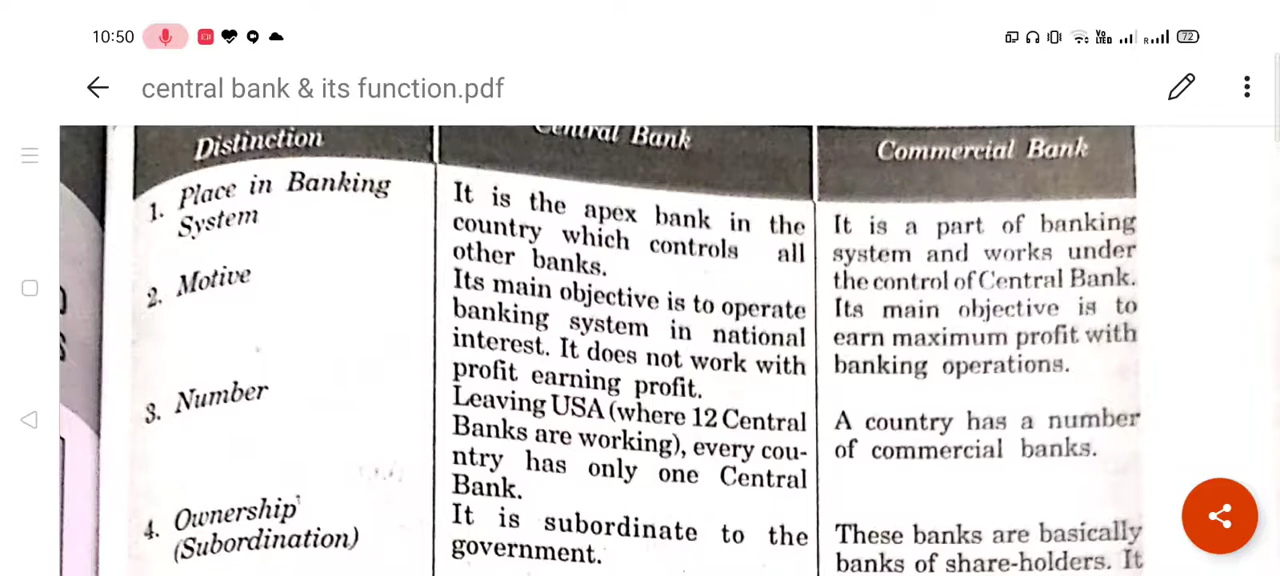 10:50
Yo LTED
R
72
central bank & its function.pdf
Distinction
Central Bank
Commercial Bank
1. Place in Banking
System
It is the apex bank in the
country which controls all
other banks.
It is a part of banking
system and works under
the control of Central Bank.
2. Motive
Its main objective is to operate
banking system in national
interest. It does not work with
profit earning profit.
Its main objective is to
earn maximum profit with
banking operations.
3. Number
Leaving USA (where 12 Central
Banks are working), every cou-
ntry has only one Central
Bank.
A country has a number
of commercial banks.
4. Ownership
(Subordination)
It is subordinate to the
government.
These banks are basically
banks of share-holders. It